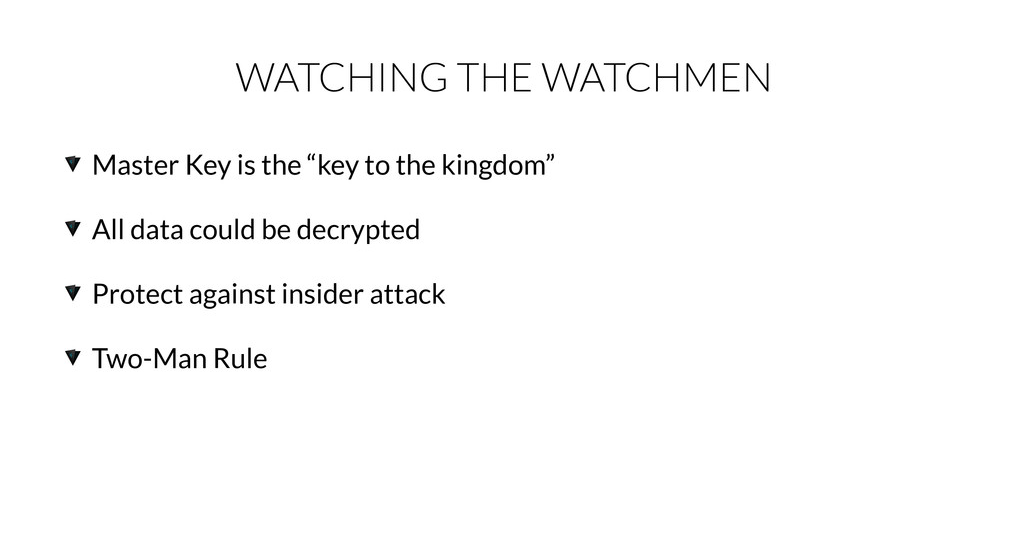 WATCHING THE WATCHMEN
Master Key is the “key to the kingdom”
All data could be decrypted
Protect against insider attack
Two-Man Rule